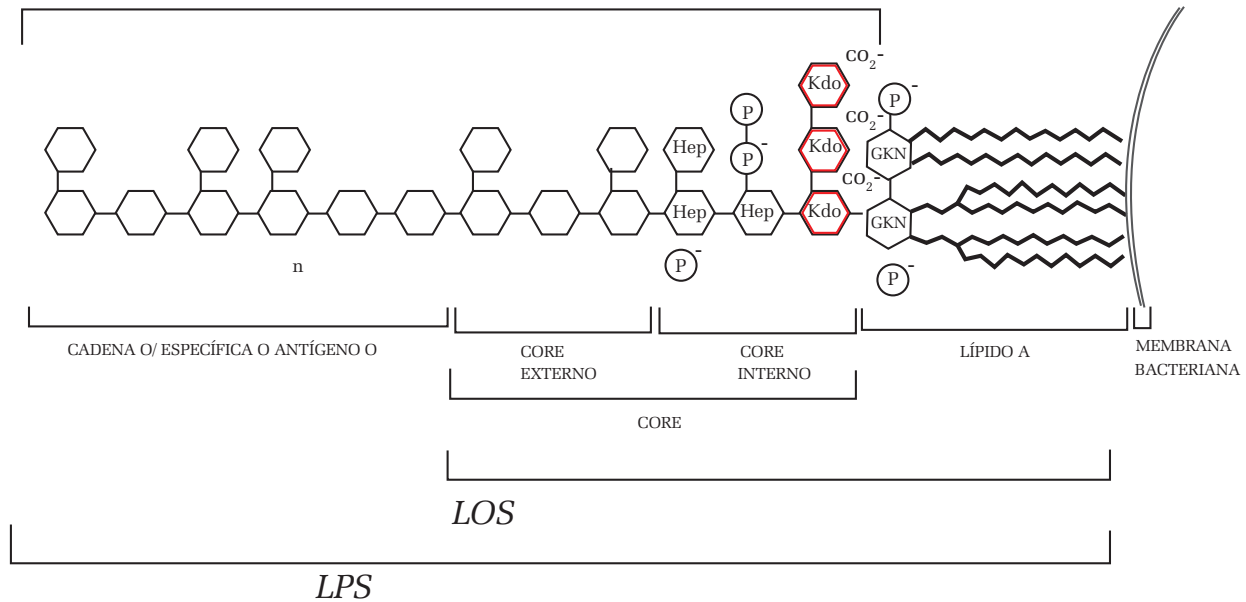 CO2-
Kdo
P-
CO2-
P
Hep
P-
Kdo
GKN
CO2-
Hep
Hep
Kdo
GKN
n
P-
P-
CADENA O/ ESPECÍFICA O ANTÍGENO O
CORE
EXTERNO
CORE
INTERNO
LÍPIDO A
MEMBRANA
BACTERIANA
CORE
LOS
LPS